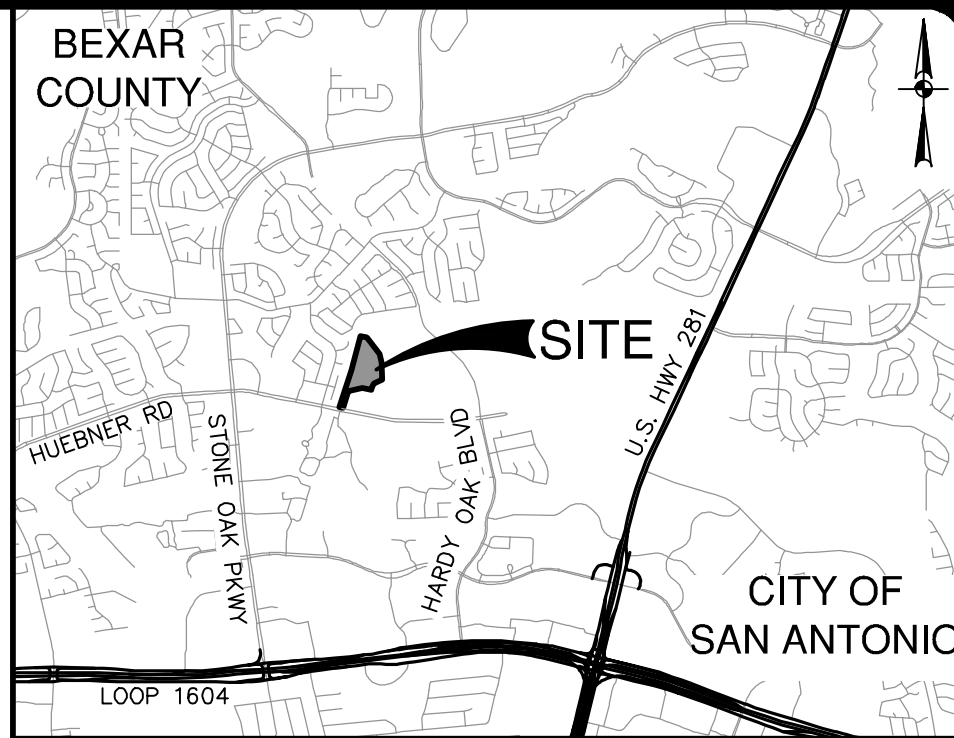 BEXAR
COUNTY
SITE
U.S. HWY 281
HUEBNER RD
STONE OAK PKWY
HARDY OAK BLVD
CITY OF
SAN ANTONIO
LOOP 1604